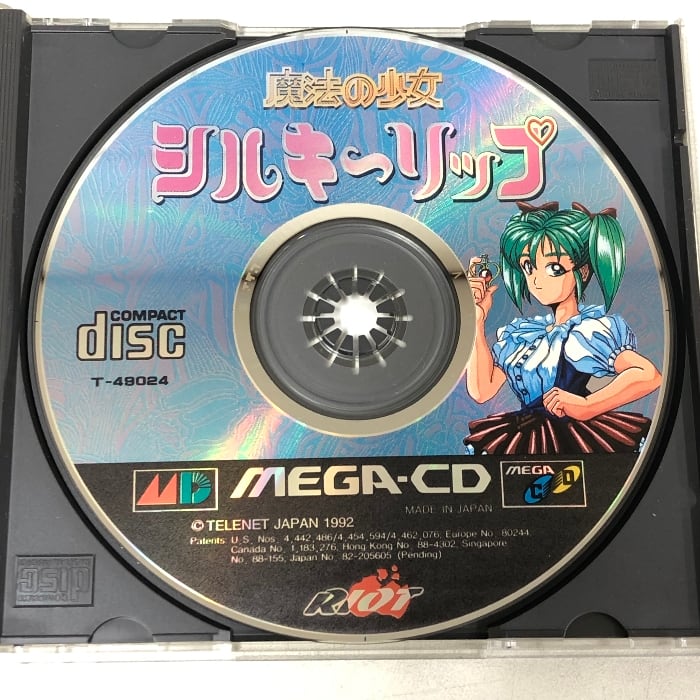 魔法の少女
シルキーリップ
COMPACT
disc
T-49024
MEGA-CD
MEGA
CD
MADE IN JAPAN
© TELENET JAPAN 1992
Patents: U.S. Nos. 4,442,486/4,454,594/4,462,076; Europe No. 80244,
Canada No. 1,183,276, Hong Kong No. 88-4302, Singapore
No. 88-155, Japan No. 82-205605 (Pending)
RIOT
disc